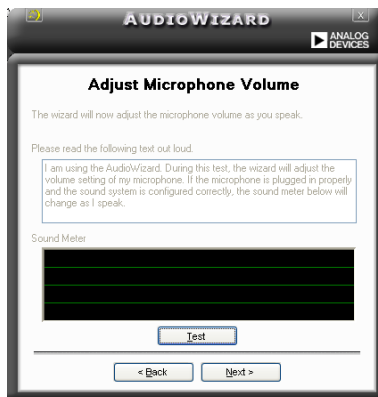 AudioWizard
X
ANALOG
DEVICES
Adjust Microphone Volume
The wizard will now adjust the microphone volume as you speak.
Please read the following text out loud.
I am using the AudioWizard. During this test, the wizard will adjust the
volume setting of my microphone. If the microphone is plugged in properly
and the sound system is configured correctly, the sound meter below will
change as I speak.
Sound Meter
Test
< Back Next >